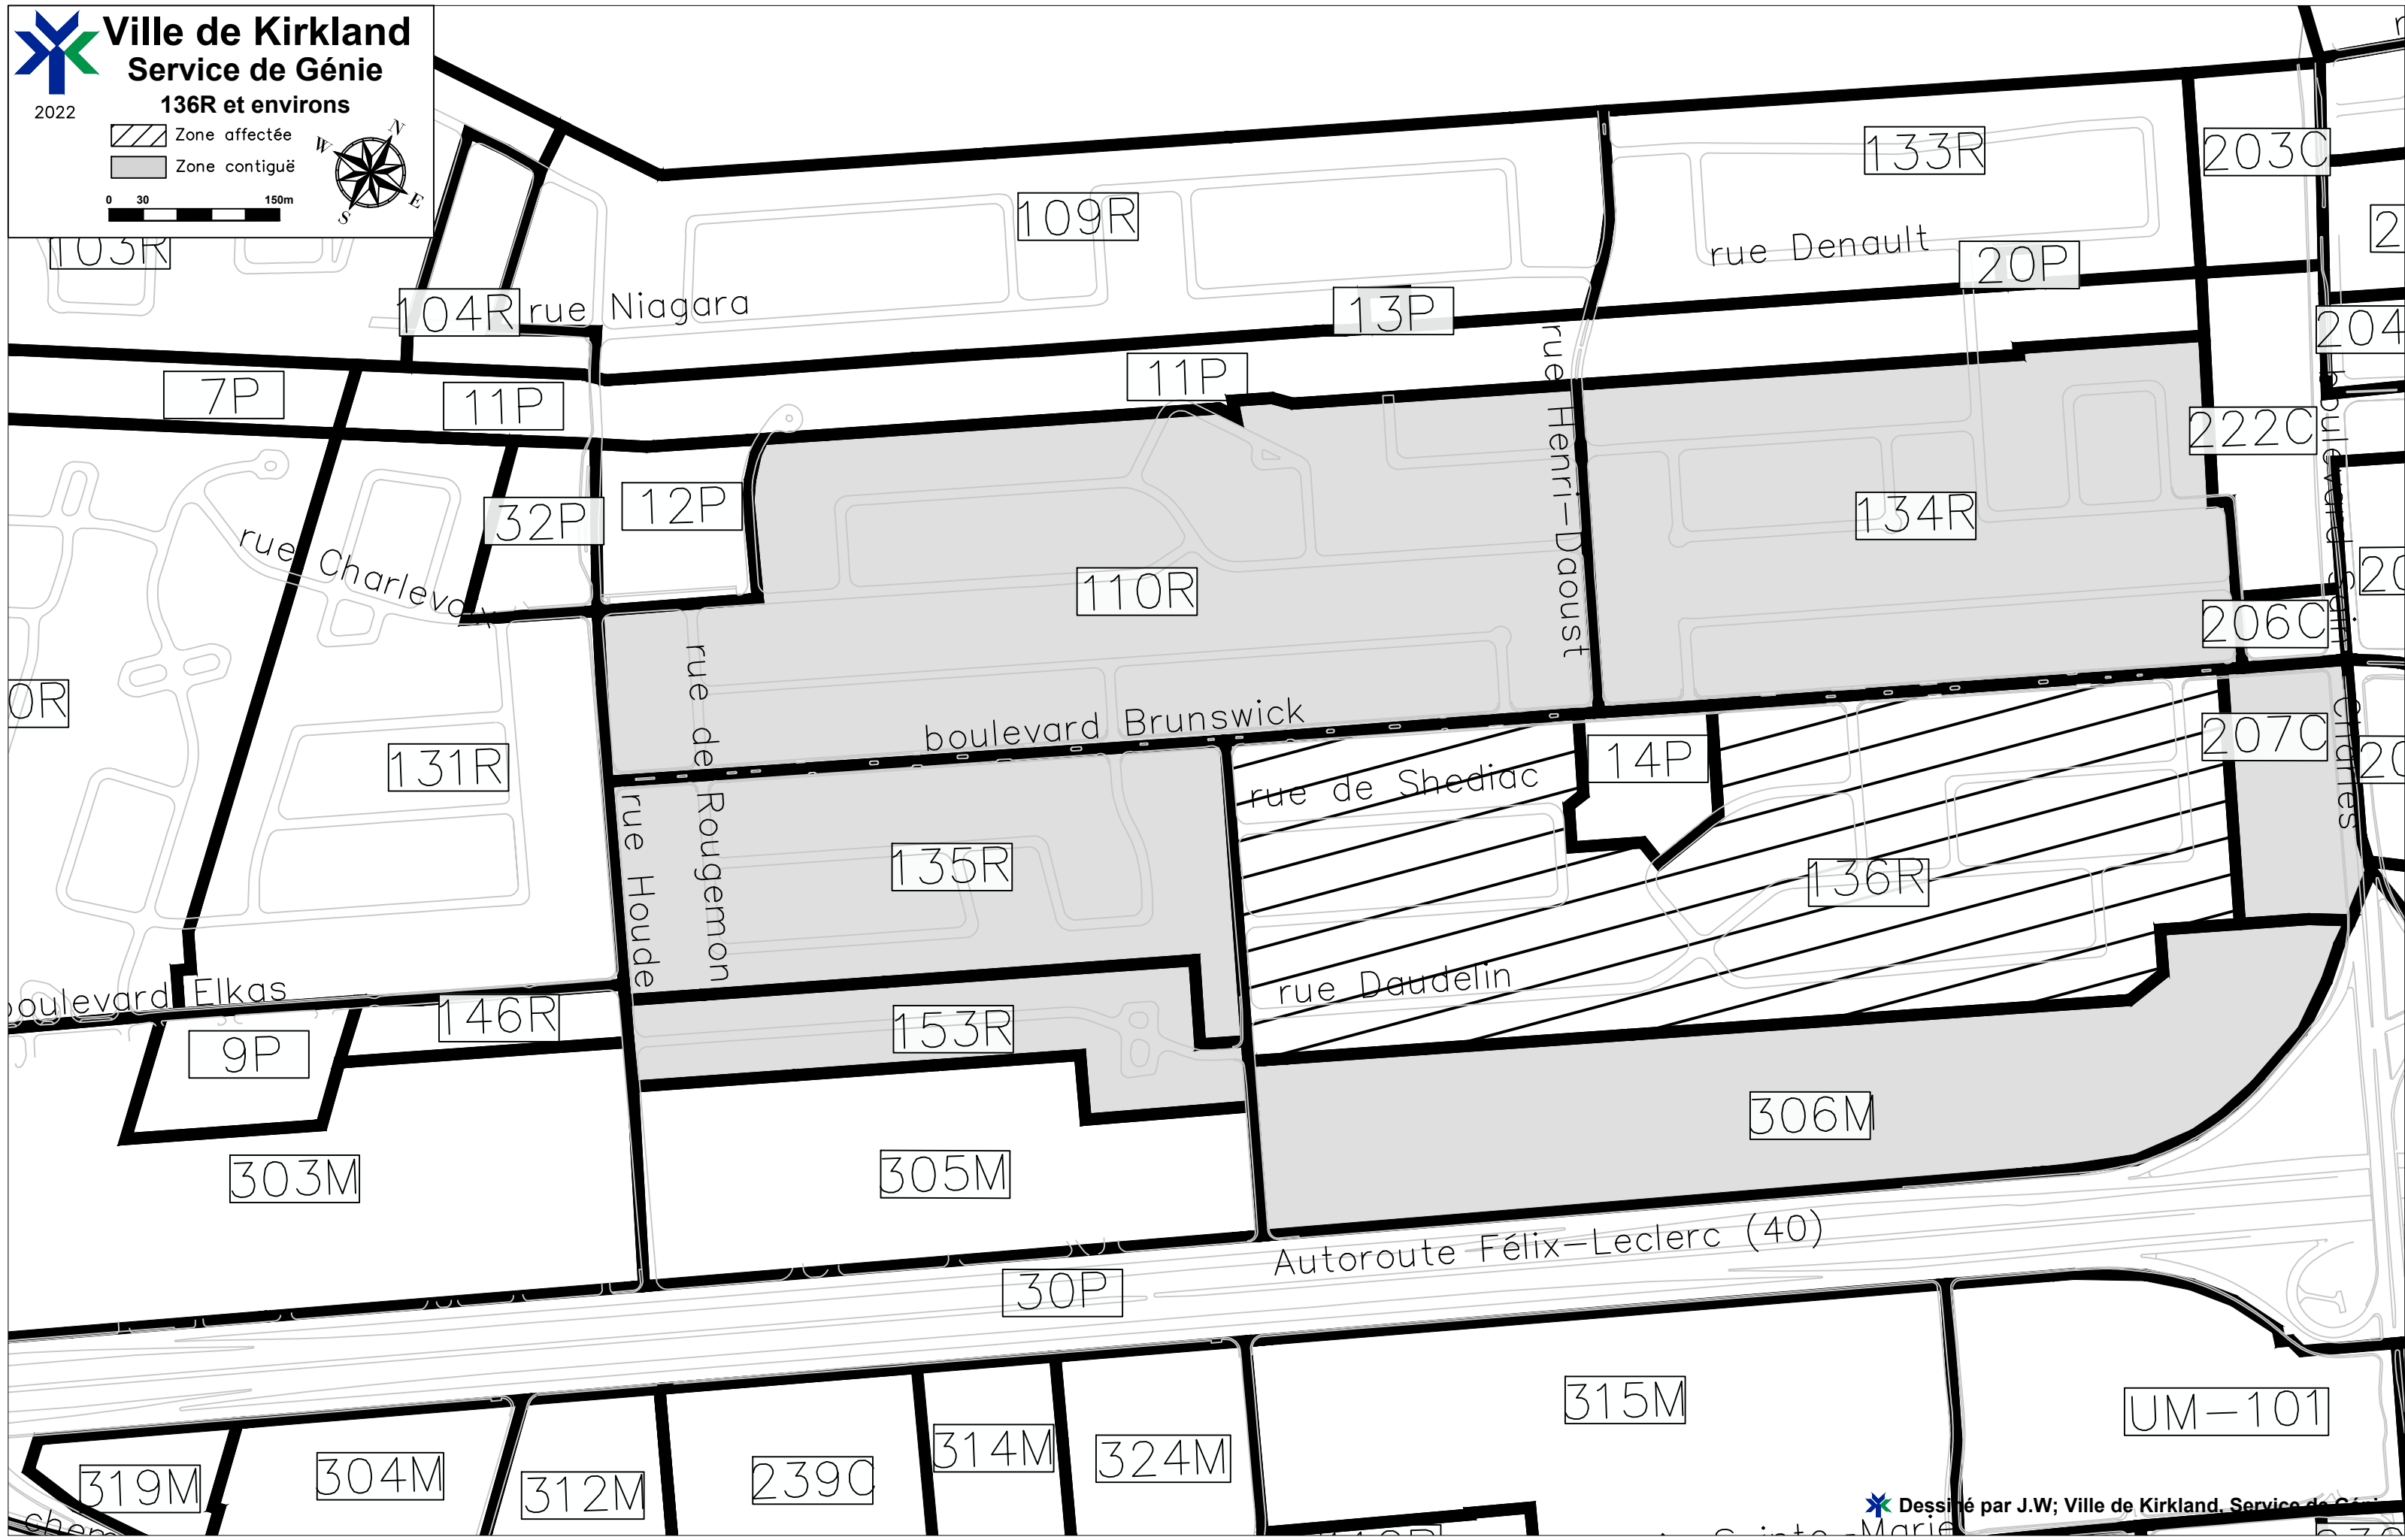 Ville de Kirkland
Service de Génie
2022
136R et environs
Zone affectée
Zone contiguë
N
W
E
S
0 30 150m
103R
104R
rue Niagara
109R
133R
203C
rue Denault
20P
13P
204
7P
11P
11P
rue Henri-Daoust
222C
32P
12P
134R
rue Charlevoix
110R
206C
0R
131R
rue de Rougemon
boulevard Brunswick
14P
207C
20
rue de Shediac
rue Houde
135R
136R
boulevard Elkas
146R
rue Daudelin
9P
153R
306M
303M
305M
Autoroute Félix-Leclerc (40)
30P
315M
UM-101
319M
304M
312M
239C
314M
324M
Dessiné par J.W; Ville de Kirkland, Service de Géni